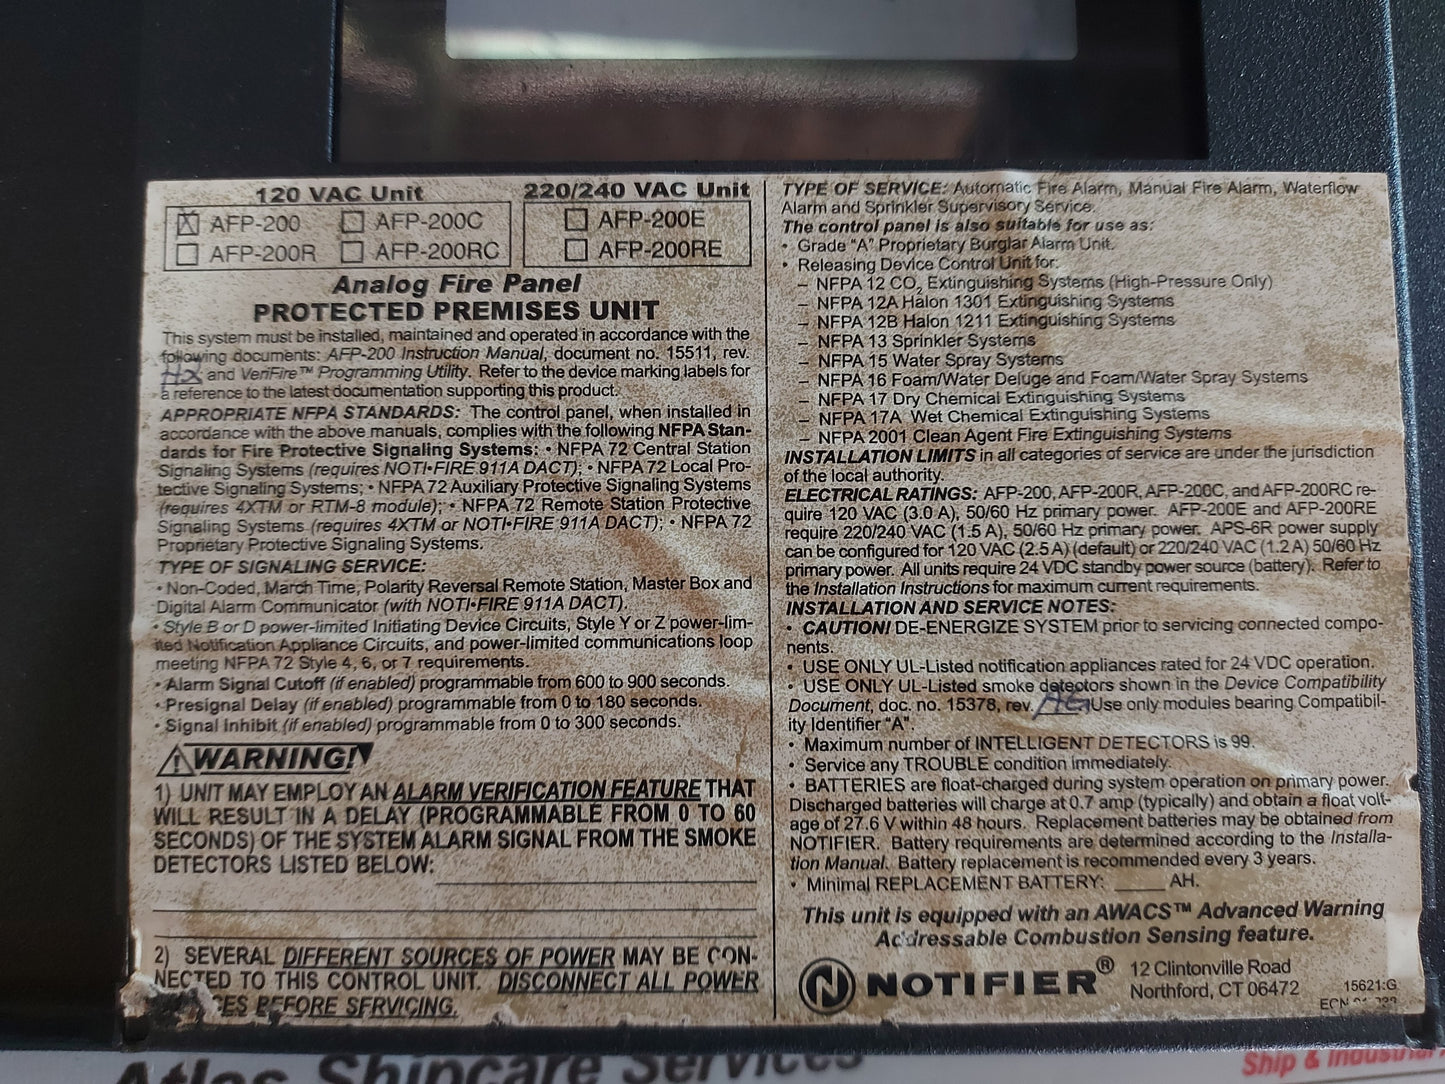 120 VAC Unit
AFP-200 AFP-200C
AFP-200R AFP-200RC
220/240 VAC Unit
AFP-200E
AFP-200RE
Analog Fire Panel
PROTECTED PREMISES UNIT
This system must be installed, maintained and operated in accordance with the
following documents: AFP-200 Instruction Manual, document no. 15511, rev.
and VeriFire™ Programming Utility. Refer to the device marking labels for
a reference to the latest documentation supporting this product.
APPROPRIATE NFPA STANDARDS: The control panel, when installed in
accordance with the above manuals, complies with the following NFPA Stan-
dards for Fire Protective Signaling Systems: • NFPA 72 Central Station
Signaling Systems (requires NOTI•FIRE 911A DACT); • NFPA 72 Local Pro-
tective Signaling Systems; • NFPA 72 Auxiliary Protective Signaling Systems
(requires 4XTM or RTM-8 module); • NFPA 72 Remote Station Protective
Signaling Systems (requires 4XTM or NOTI•FIRE 911A DACT); • NFPA 72
Proprietary Protective Signaling Systems.
TYPE OF SIGNALING SERVICE:
• Non-Coded, March Time, Polarity Reversal Remote Station, Master Box and
Digital Alarm Communicator (with NOTI•FIRE 911A DACT).
• Style B or D power-limited Initiating Device Circuits, Style Y or Z power-lim-
ited Notification Appliance Circuits, and power-limited communications loop
meeting NFPA 72 Style 4, 6, or 7 requirements.
• Alarm Signal Cutoff (if enabled) programmable from 600 to 900 seconds.
• Presignal Delay (if enabled) programmable from 0 to 180 seconds.
• Signal Inhibit (if enabled) programmable from 0 to 300 seconds.
WARNING!
1) UNIT MAY EMPLOY AN ALARM VERIFICATION FEATURE THAT
WILL RESULT IN A DELAY (PROGRAMMABLE FROM 0 TO 60
SECONDS) OF THE SYSTEM ALARM SIGNAL FROM THE SMOKE
DETECTORS LISTED BELOW:
2) SEVERAL DIFFERENT SOURCES OF POWER MAY BE CON-
NECTED TO THIS CONTROL UNIT. DISCONNECT ALL POWER
BEFORE SERVICING.
TYPE OF SERVICE: Automatic Fire Alarm, Manual Fire Alarm, Waterflow
Alarm and Sprinkler Supervisory Service.
The control panel is also suitable for use as:
• Grade "A" Proprietary Burglar Alarm Unit.
• Releasing Device Control Unit for:
– NFPA 12 CO2 Extinguishing Systems (High-Pressure Only)
– NFPA 12A Halon 1301 Extinguishing Systems
– NFPA 12B Halon 1211 Extinguishing Systems
– NFPA 13 Sprinkler Systems
– NFPA 15 Water Spray Systems
– NFPA 16 Foam/Water Deluge and Foam/Water Spray Systems
– NFPA 17 Dry Chemical Extinguishing Systems
– NFPA 17A Wet Chemical Extinguishing Systems
– NFPA 2001 Clean Agent Fire Extinguishing Systems
INSTALLATION LIMITS in all categories of service are under the jurisdiction
of the local authority.
ELECTRICAL RATINGS: AFP-200, AFP-200R, AFP-200C, and AFP-200RC re-
quire 120 VAC (3.0 A), 50/60 Hz primary power. AFP-200E and AFP-200RE
require 220/240 VAC (1.5 A), 50/60 Hz primary power. APS-6R power supply
can be configured for 120 VAC (2.5 A) (default) or 220/240 VAC (1.2 A) 50/60 Hz
primary power. All units require 24 VDC standby power source (battery). Refer to
the Installation Instructions for maximum current requirements.
INSTALLATION AND SERVICE NOTES:
• CAUTION! DE-ENERGIZE SYSTEM prior to servicing connected compo-
nents.
• USE ONLY UL-Listed notification appliances rated for 24 VDC operation.
• USE ONLY UL-Listed smoke detectors shown in the Device Compatibility
Document, doc. no. 15378, rev. Use only modules bearing Compatibil-
ity Identifier "A".
• Maximum number of INTELLIGENT DETECTORS is 99.
• Service any TROUBLE condition immediately.
• BATTERIES are float-charged during system operation on primary power.
Discharged batteries will charge at 0.7 amp (typically) and obtain a float volt-
age of 27.6 V within 48 hours. Replacement batteries may be obtained from
NOTIFIER. Battery requirements are determined according to the Installa-
tion Manual. Battery replacement is recommended every 3 years.
• Minimal REPLACEMENT BATTERY: _____ AH.
This unit is equipped with an AWACS™ Advanced Warning
Addressable Combustion Sensing feature.
NOTIFIER®
12 Clintonville Road
Northford, CT 06472
15621:G
ECN
Atlas Shipcare Services
Ship & Industrial